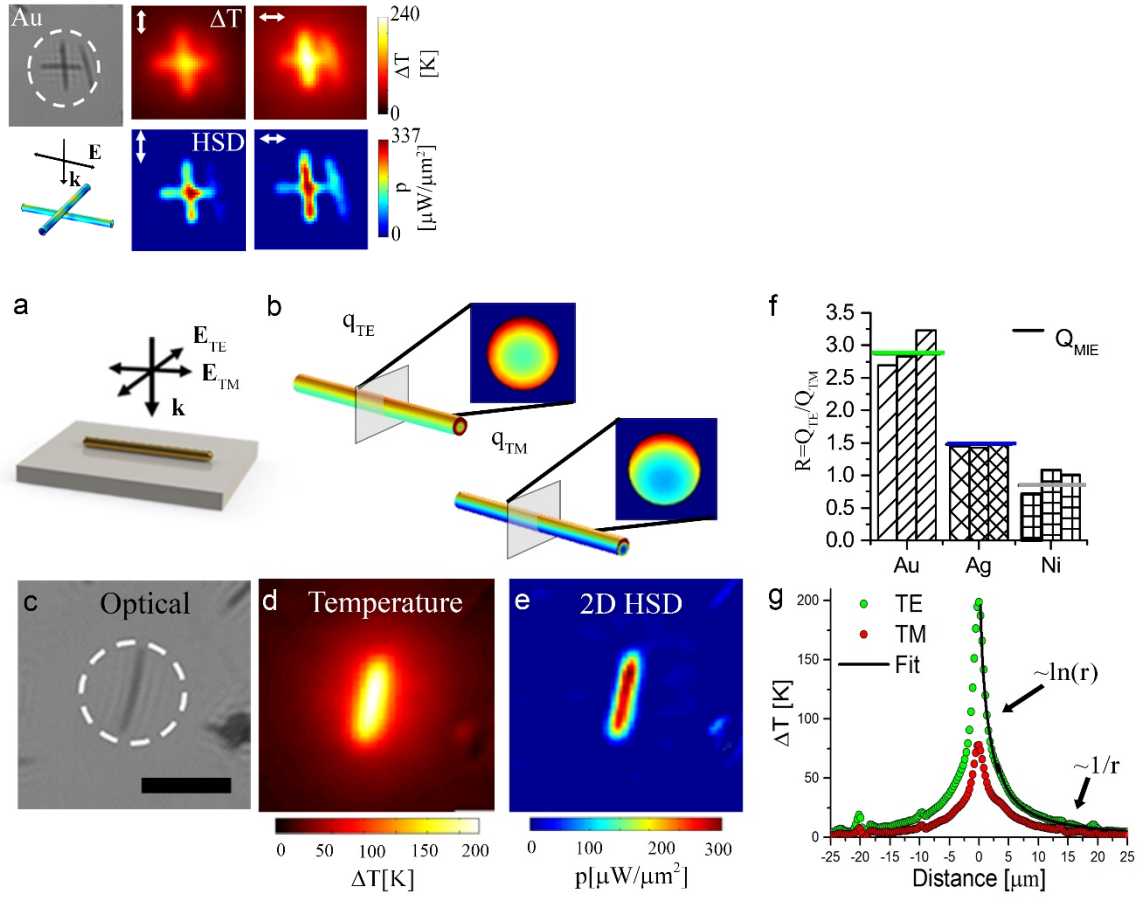 Au
ΔT
240
ΔT
[K]
0
HSD
337
p
[μW/μm²]
0
E
k
a
E_TE
E_TM
k
b
q_TE
q_TM
f
3.5
3.0
2.5
2.0
1.5
1.0
0.5
0.0
R=Q_TE/Q_TM
Q_MIE
Au Ag Ni
c Optical
d Temperature
0 50 100 150 200
ΔT[K]
e 2D HSD
0 100 200 300
p[μW/μm²]
g
TE
TM
Fit
~ln(r)
~1/r
200
150
100
50
0
ΔT [K]
-25 -20 -15 -10 -5 0 5 10 15 20 25
Distance [μm]